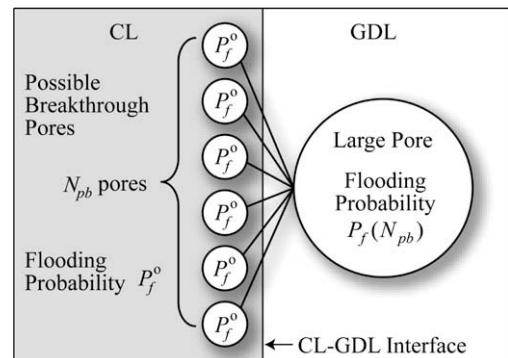 CL
GDL
Possible
Breakthrough
Pores
N_pb pores
Flooding
Probability P_f^o
P_f^o
P_f^o
P_f^o
P_f^o
P_f^o
P_f^o
Large Pore
Flooding
Probability
P_f(N_pb)
CL-GDL Interface